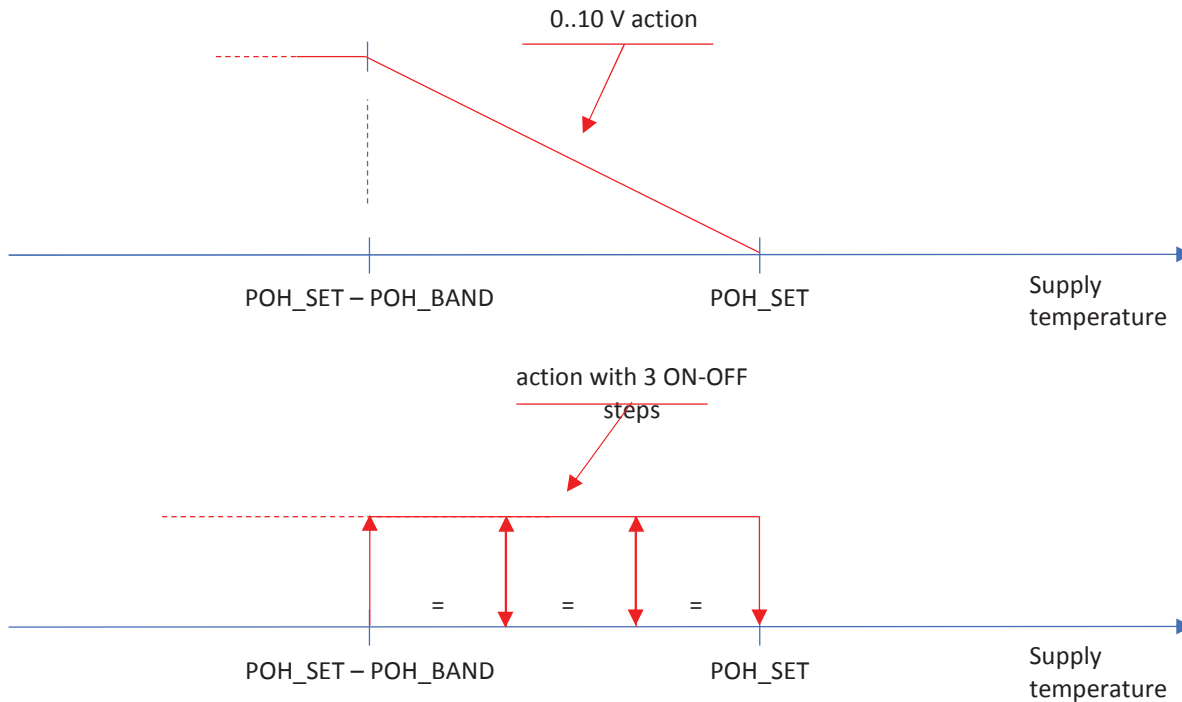 0..10 V action
POH_SET – POH_BAND
POH_SET
Supply
temperature
action with 3 ON-OFF
steps
= = =
POH_SET – POH_BAND
POH_SET
Supply
temperature